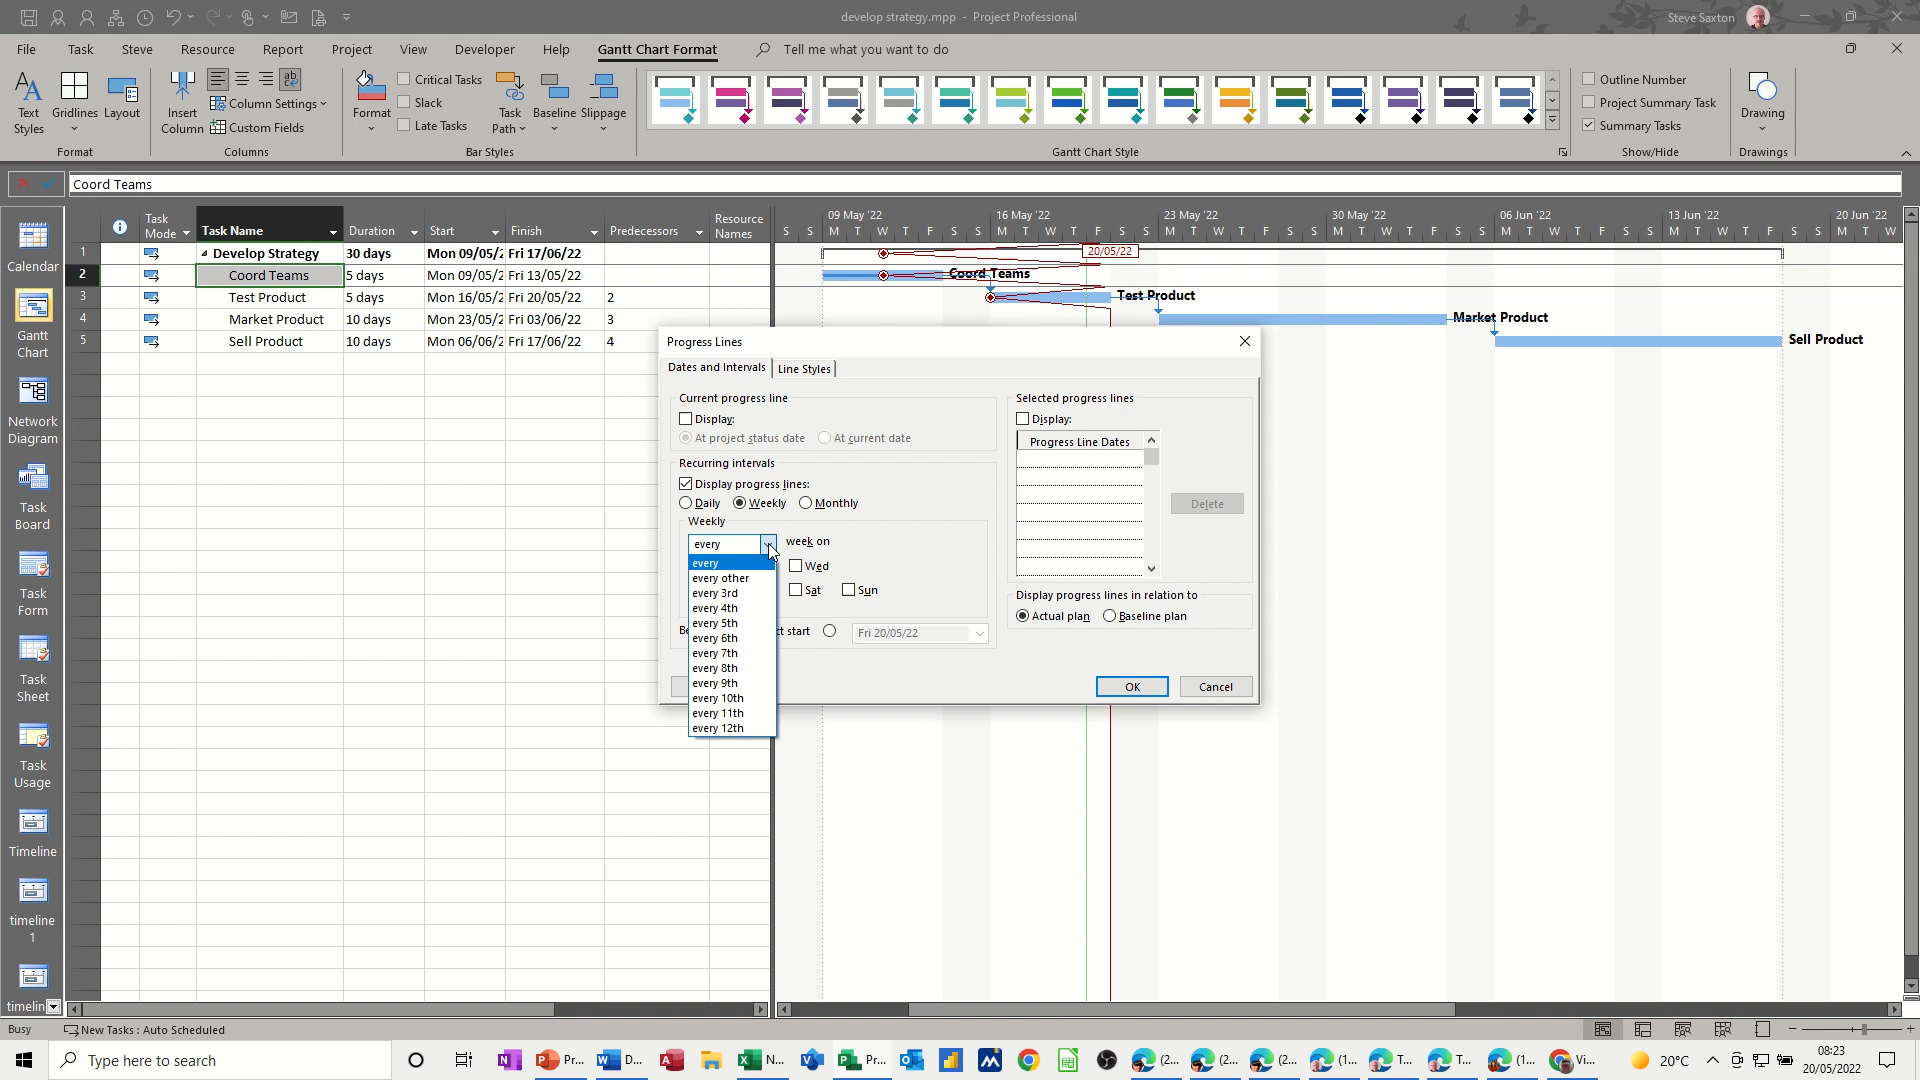 develop strategy.mpp - Project Professional
Steve Saxton
File Task Steve Resource Report Project View Developer Help Gantt Chart Format Tell me what you want to do
Text Styles
Gridlines
Layout
Format
Insert Column
Column Settings
Custom Fields
Columns
Format
Critical Tasks
Slack
Late Tasks
Task Path
Baseline
Slippage
Bar Styles
Gantt Chart Style
Outline Number
Project Summary Task
Summary Tasks
Show/Hide
Drawing
Drawings
Coord Teams
Task Mode Task Name Duration Start Finish Predecessors Resource Names
1 Develop Strategy 30 days Mon 09/05/2 Fri 17/06/22
2 Coord Teams 5 days Mon 09/05/2 Fri 13/05/22
3 Test Product 5 days Mon 16/05/2 Fri 20/05/22 2
4 Market Product 10 days Mon 23/05/2 Fri 03/06/22 3
5 Sell Product 10 days Mon 06/06/2 Fri 17/06/22 4
09 May '22 16 May '22 23 May '22 30 May '22 06 Jun '22 13 Jun '22 20 Jun '22
S S M T W T F S S M T W T F S S M T W T F S S M T W T F S S M T W T F S S M T W T F S S M T W
20/05/22
Coord Teams
Test Product
Market Product
Sell Product
Calendar
Gantt Chart
Network Diagram
Task Board
Task Form
Task Sheet
Task Usage
Timeline
timeline 1
timelin
Progress Lines
Dates and Intervals Line Styles
Current progress line
Display:
At project status date At current date
Recurring intervals
Display progress lines:
Daily Weekly Monthly
Weekly
every week on
every
every other
every 3rd
every 4th
every 5th
every 6th
every 7th
every 8th
every 9th
every 10th
every 11th
every 12th
Wed
Sat Sun
Be
t start Fri 20/05/22
Selected progress lines
Display:
Progress Line Dates
Delete
Display progress lines in relation to
Actual plan Baseline plan
OK Cancel
Busy New Tasks : Auto Scheduled
Type here to search
Pr... D... N... Pr... (2... (2... (2... (1... T... T... (1... Vi...
20°C
08:23
20/05/2022